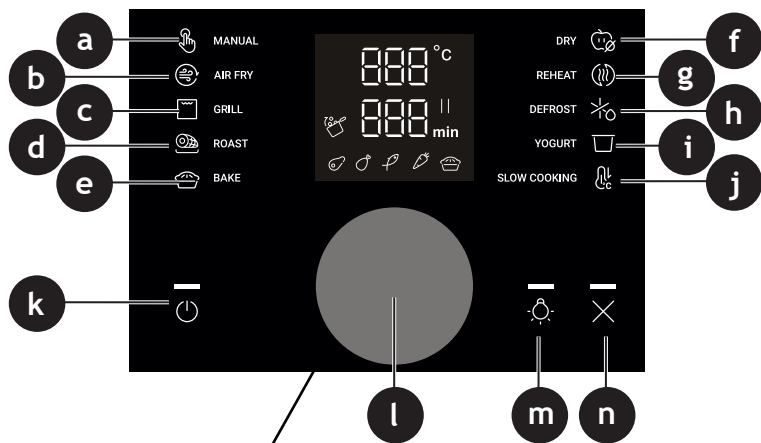 a
MANUAL
b
AIR FRY
c
GRILL
d
ROAST
e
BAKE
888 °C
888 min
DRY
f
REHEAT
g
DEFROST
h
YOGURT
i
SLOW COOKING
j
k
l
m
n